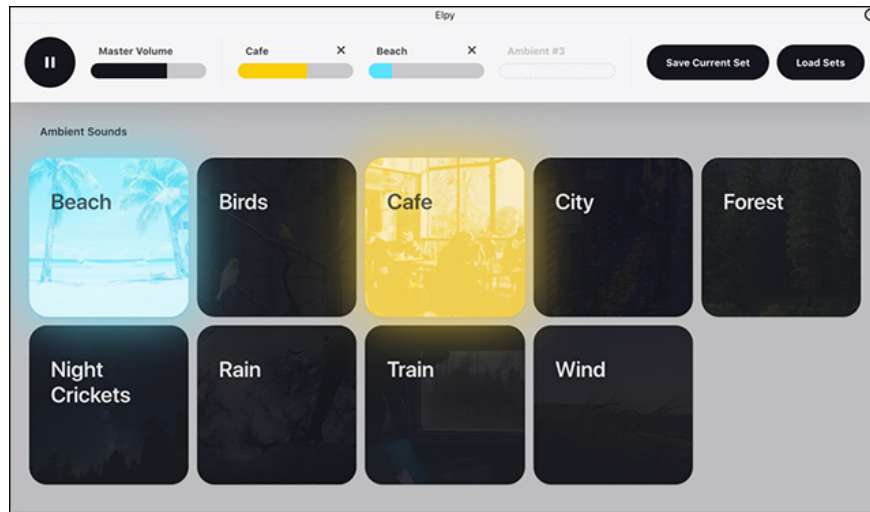 Elpy
Master Volume
Cafe
Beach
Ambient #3
Save Current Set
Load Sets
Ambient Sounds
Beach
Birds
Cafe
City
Forest
Night
Crickets
Rain
Train
Wind